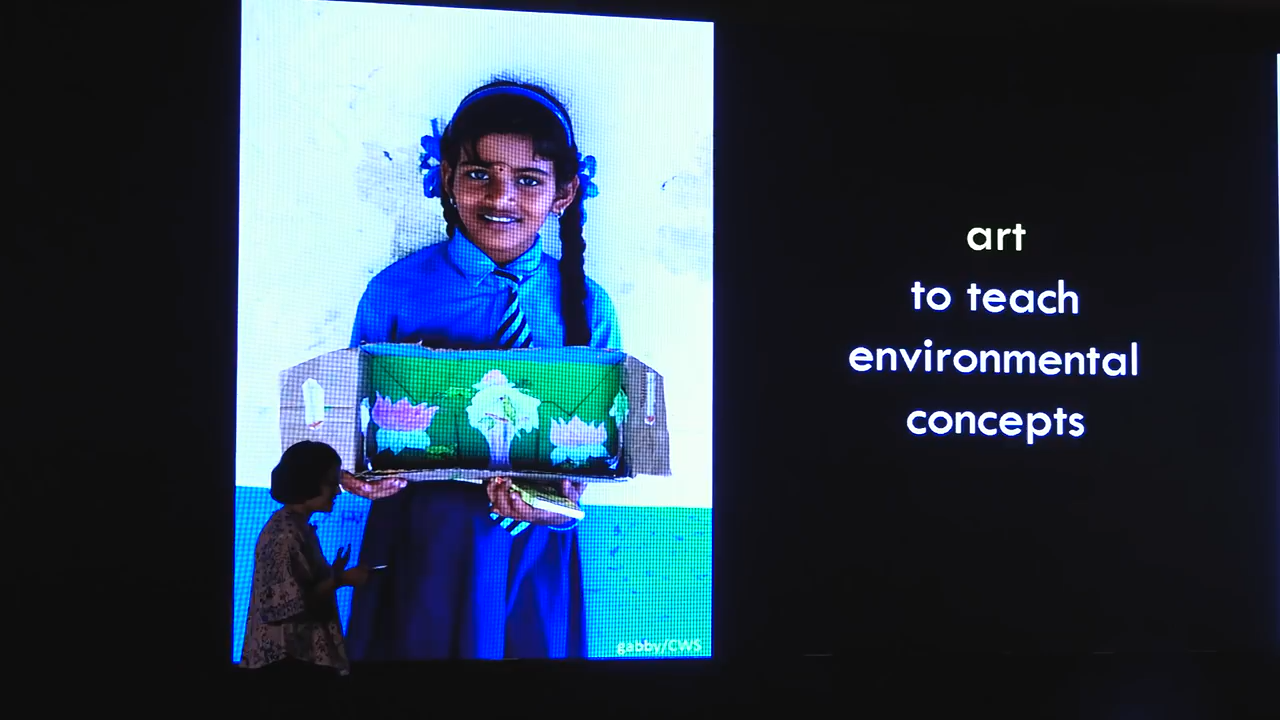 art
to teach
environmental
concepts
gabby/CWS